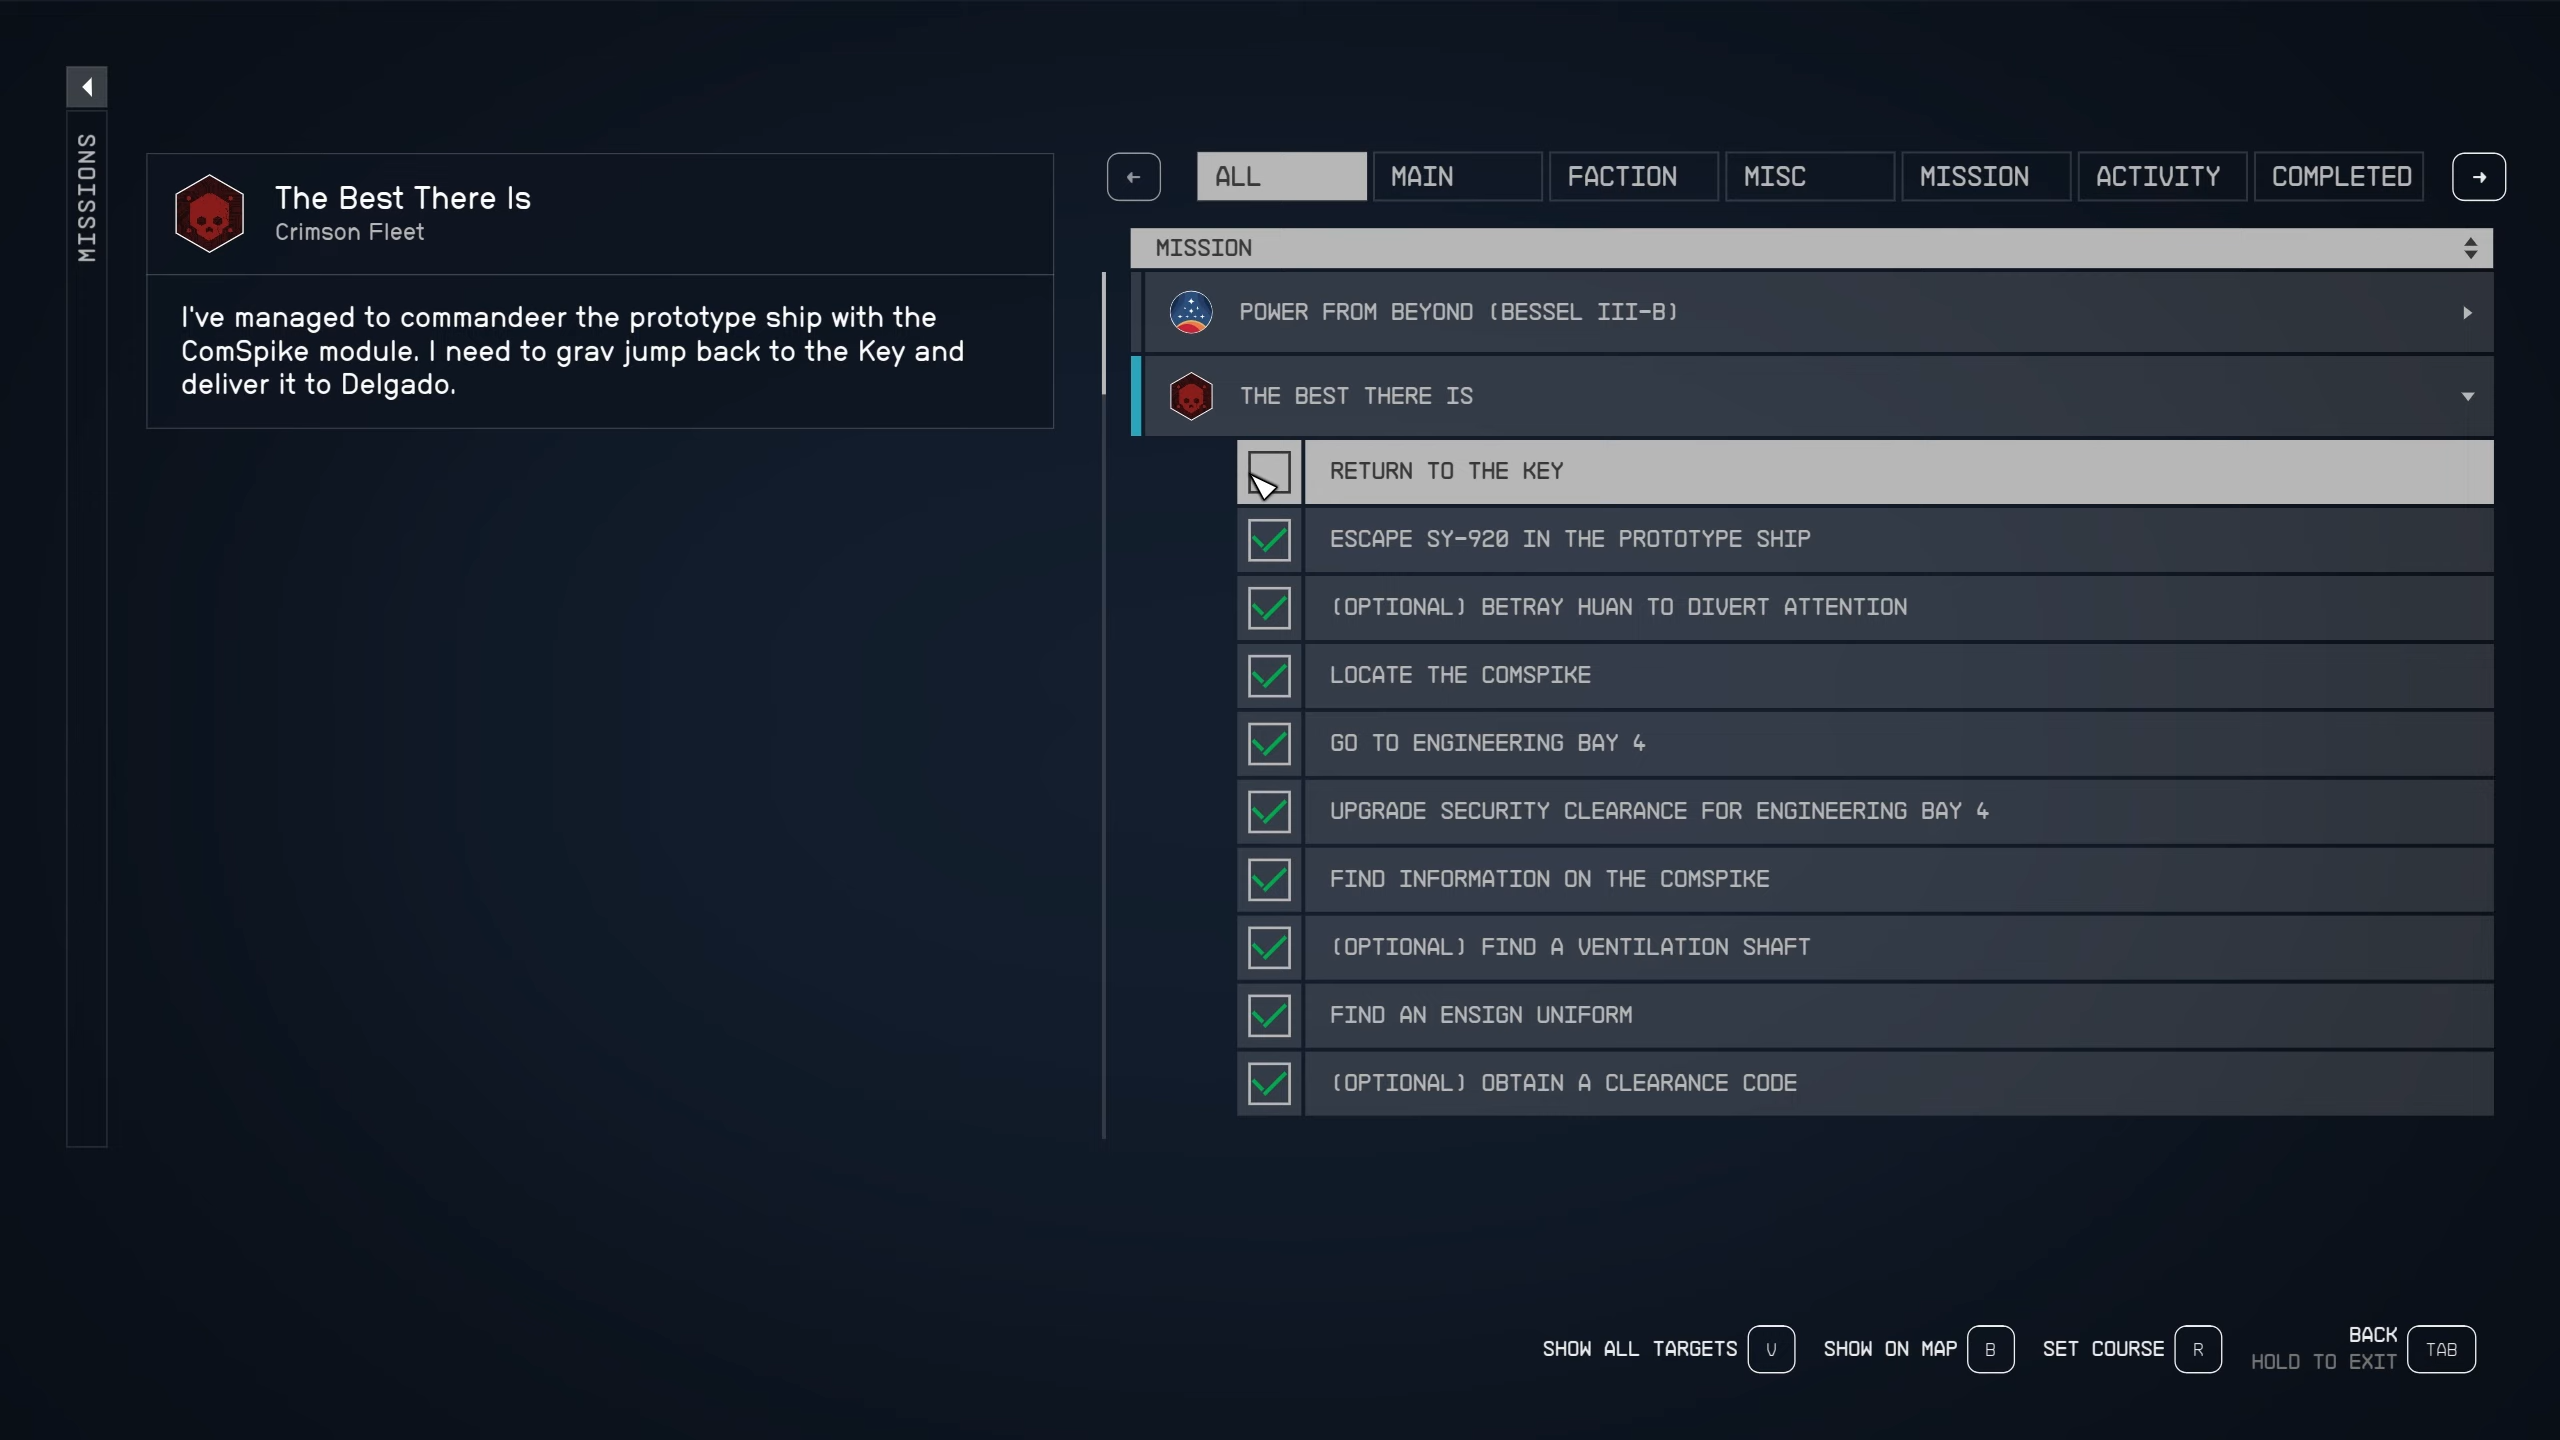 MISSIONS
The Best There Is
Crimson Fleet
I've managed to commandeer the prototype ship with the
ComSpike module. I need to grav jump back to the Key and
deliver it to Delgado.
ALL
MAIN
FACTION
MISC
MISSION
ACTIVITY
COMPLETED
MISSION
POWER FROM BEYOND (BESSEL III-B)
THE BEST THERE IS
RETURN TO THE KEY
ESCAPE SY-920 IN THE PROTOTYPE SHIP
(OPTIONAL) BETRAY HUAN TO DIVERT ATTENTION
LOCATE THE COMSPIKE
GO TO ENGINEERING BAY 4
UPGRADE SECURITY CLEARANCE FOR ENGINEERING BAY 4
FIND INFORMATION ON THE COMSPIKE
(OPTIONAL) FIND A VENTILATION SHAFT
FIND AN ENSIGN UNIFORM
(OPTIONAL) OBTAIN A CLEARANCE CODE
SHOW ALL TARGETS V
SHOW ON MAP B
SET COURSE R
BACK
HOLD TO EXIT
TAB